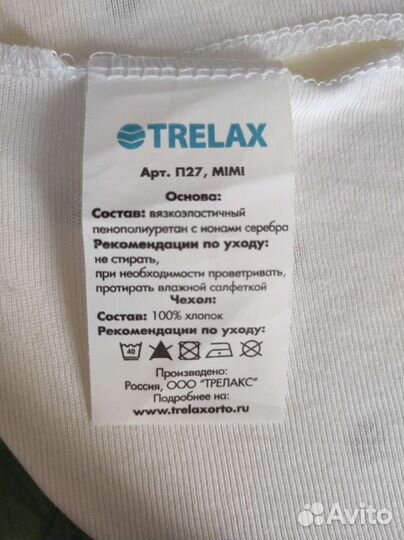 TRELAX
Арт. П27, MIMI
Основа:
Состав: вязкоэластичный
пенополиуретан с ионами серебра
Рекомендации по уходу:
не стирать,
при необходимости проветривать,
протирать влажной салфеткой
Чехол:
Состав: 100% хлопок
Рекомендации по уходу:
40
Произведено:
Россия, ООО "ТРЕЛАКС"
Подробнее на:
www.trelaxorto.ru
Avito